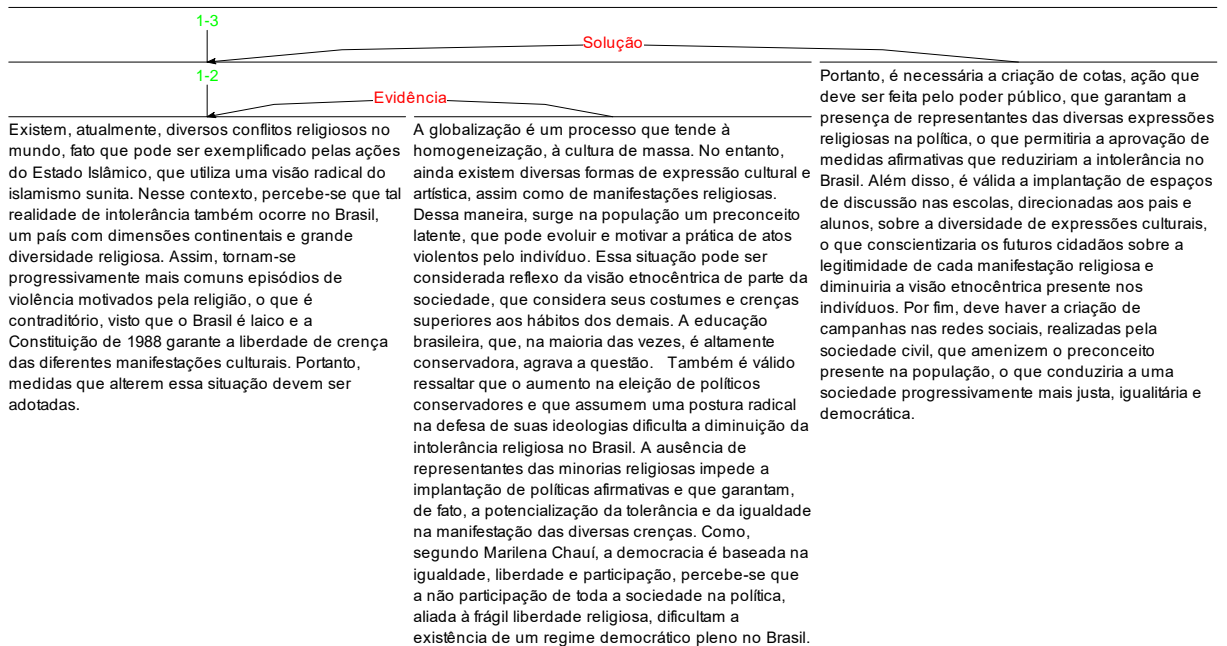 1-3
Solução
1-2
Evidência
Existem, atualmente, diversos conflitos religiosos no
mundo, fato que pode ser exemplificado pelas ações
do Estado Islâmico, que utiliza uma visão radical do
islamismo sunita. Nesse contexto, percebe-se que tal
realidade de intolerância também ocorre no Brasil,
um país com dimensões continentais e grande
diversidade religiosa. Assim, tornam-se
progressivamente mais comuns episódios de
violência motivados pela religião, o que é
contraditório, visto que o Brasil é laico e a
Constituição de 1988 garante a liberdade de crença
das diferentes manifestações culturais. Portanto,
medidas que alterem essa situação devem ser
adotadas.
A globalização é um processo que tende à
homogeneização, à cultura de massa. No entanto,
ainda existem diversas formas de expressão cultural e
artística, assim como de manifestações religiosas.
Dessa maneira, surge na população um preconceito
latente, que pode evoluir e motivar a prática de atos
violentos pelo indivíduo. Essa situação pode ser
considerada reflexo da visão etnocêntrica de parte da
sociedade, que considera seus costumes e crenças
superiores aos hábitos dos demais. A educação
brasileira, que, na maioria das vezes, é altamente
conservadora, agrava a questão.   Também é válido
ressaltar que o aumento na eleição de políticos
conservadores e que assumem uma postura radical
na defesa de suas ideologias dificulta a diminuição da
intolerância religiosa no Brasil. A ausência de
representantes das minorias religiosas impede a
implantação de políticas afirmativas e que garantam,
de fato, a potencialização da tolerância e da igualdade
na manifestação das diversas crenças. Como,
segundo Marilena Chauí, a democracia é baseada na
igualdade, liberdade e participação, percebe-se que
a não participação de toda a sociedade na política,
aliada à frágil liberdade religiosa, dificultam a
existência de um regime democrático pleno no Brasil.
Portanto, é necessária a criação de cotas, ação que
deve ser feita pelo poder público, que garantam a
presença de representantes das diversas expressões
religiosas na política, o que permitiria a aprovação de
medidas afirmativas que reduziriam a intolerância no
Brasil. Além disso, é válida a implantação de espaços
de discussão nas escolas, direcionadas aos pais e
alunos, sobre a diversidade de expressões culturais,
o que conscientizaria os futuros cidadãos sobre a
legitimidade de cada manifestação religiosa e
diminuiria a visão etnocêntrica presente nos
indivíduos. Por fim, deve haver a criação de
campanhas nas redes sociais, realizadas pela
sociedade civil, que amenizem o preconceito
presente na população, o que conduziria a uma
sociedade progressivamente mais justa, igualitária e
democrática.